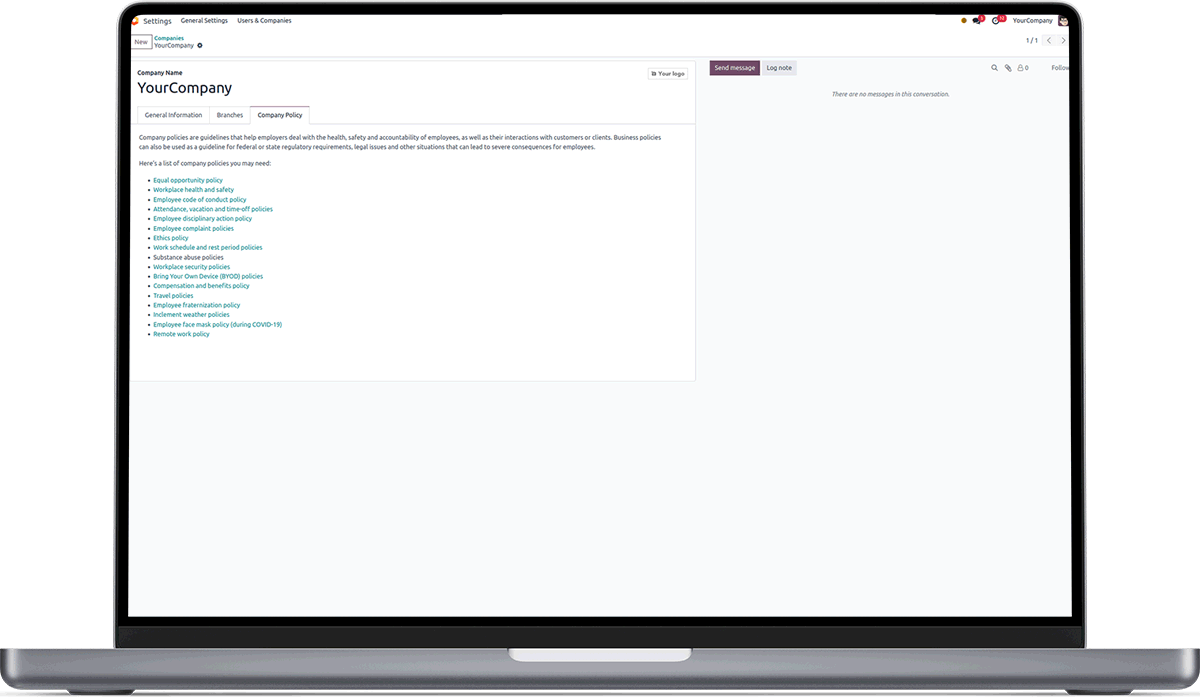 Settings General Settings Users & Companies
YourCompany
New
Companies
YourCompany
1 / 1
Company Name
YourCompany
Your logo
General Information Branches Company Policy
Company policies are guidelines that help employers deal with the health, safety and accountability of employees, as well as their interactions with customers or clients. Business policies
can also be used as a guideline for federal or state regulatory requirements, legal issues and other situations that can lead to severe consequences for employees.
Here's a list of company policies you may need:
Equal opportunity policy
Workplace health and safety
Employee code of conduct policy
Attendance, vacation and time-off policies
Employee disciplinary action policy
Employee complaint policies
Ethics policy
Work schedule and rest period policies
Substance abuse policies
Workplace security policies
Bring Your Own Device (BYOD) policies
Compensation and benefits policy
Travel policies
Employee fraternization policy
Inclement weather policies
Employee face mask policy (during COVID-19)
Remote work policy
Send message Log note
0 Follow
There are no messages in this conversation.